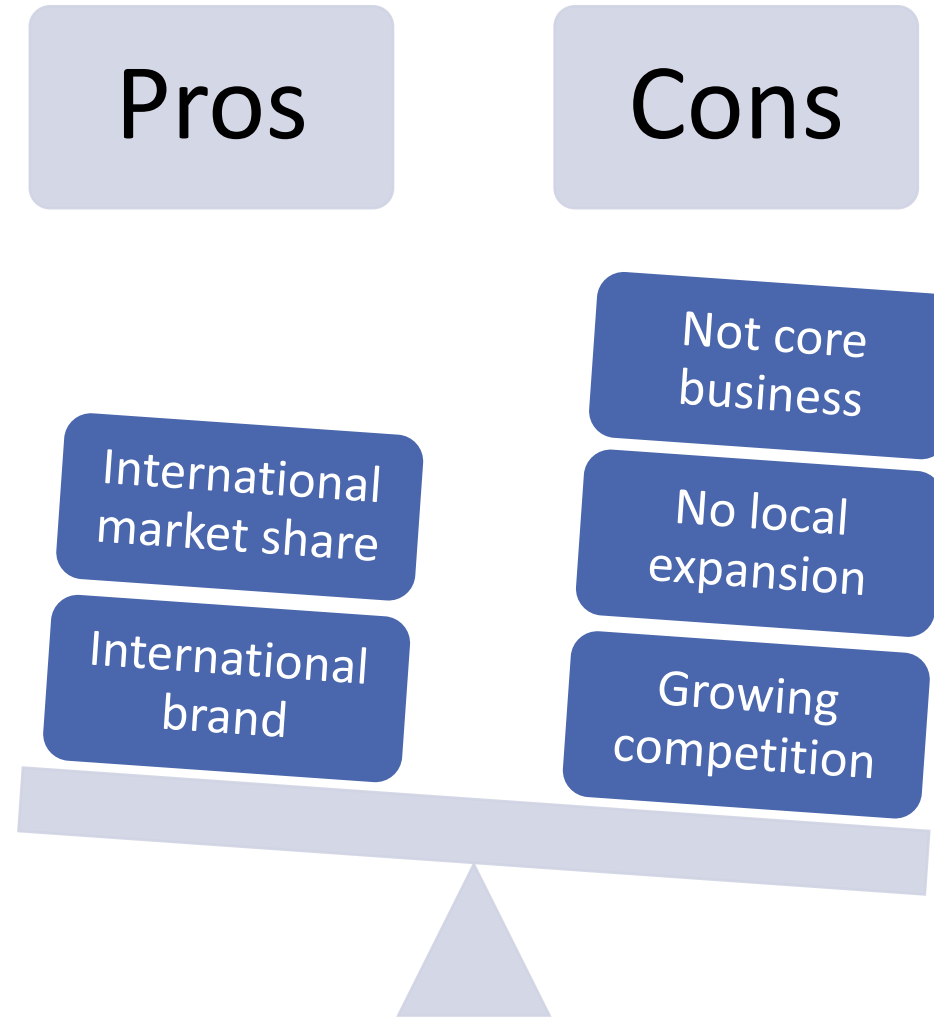 Pros
Cons
International
market share
International
brand
Not core
business
No local
expansion
Growing
competition